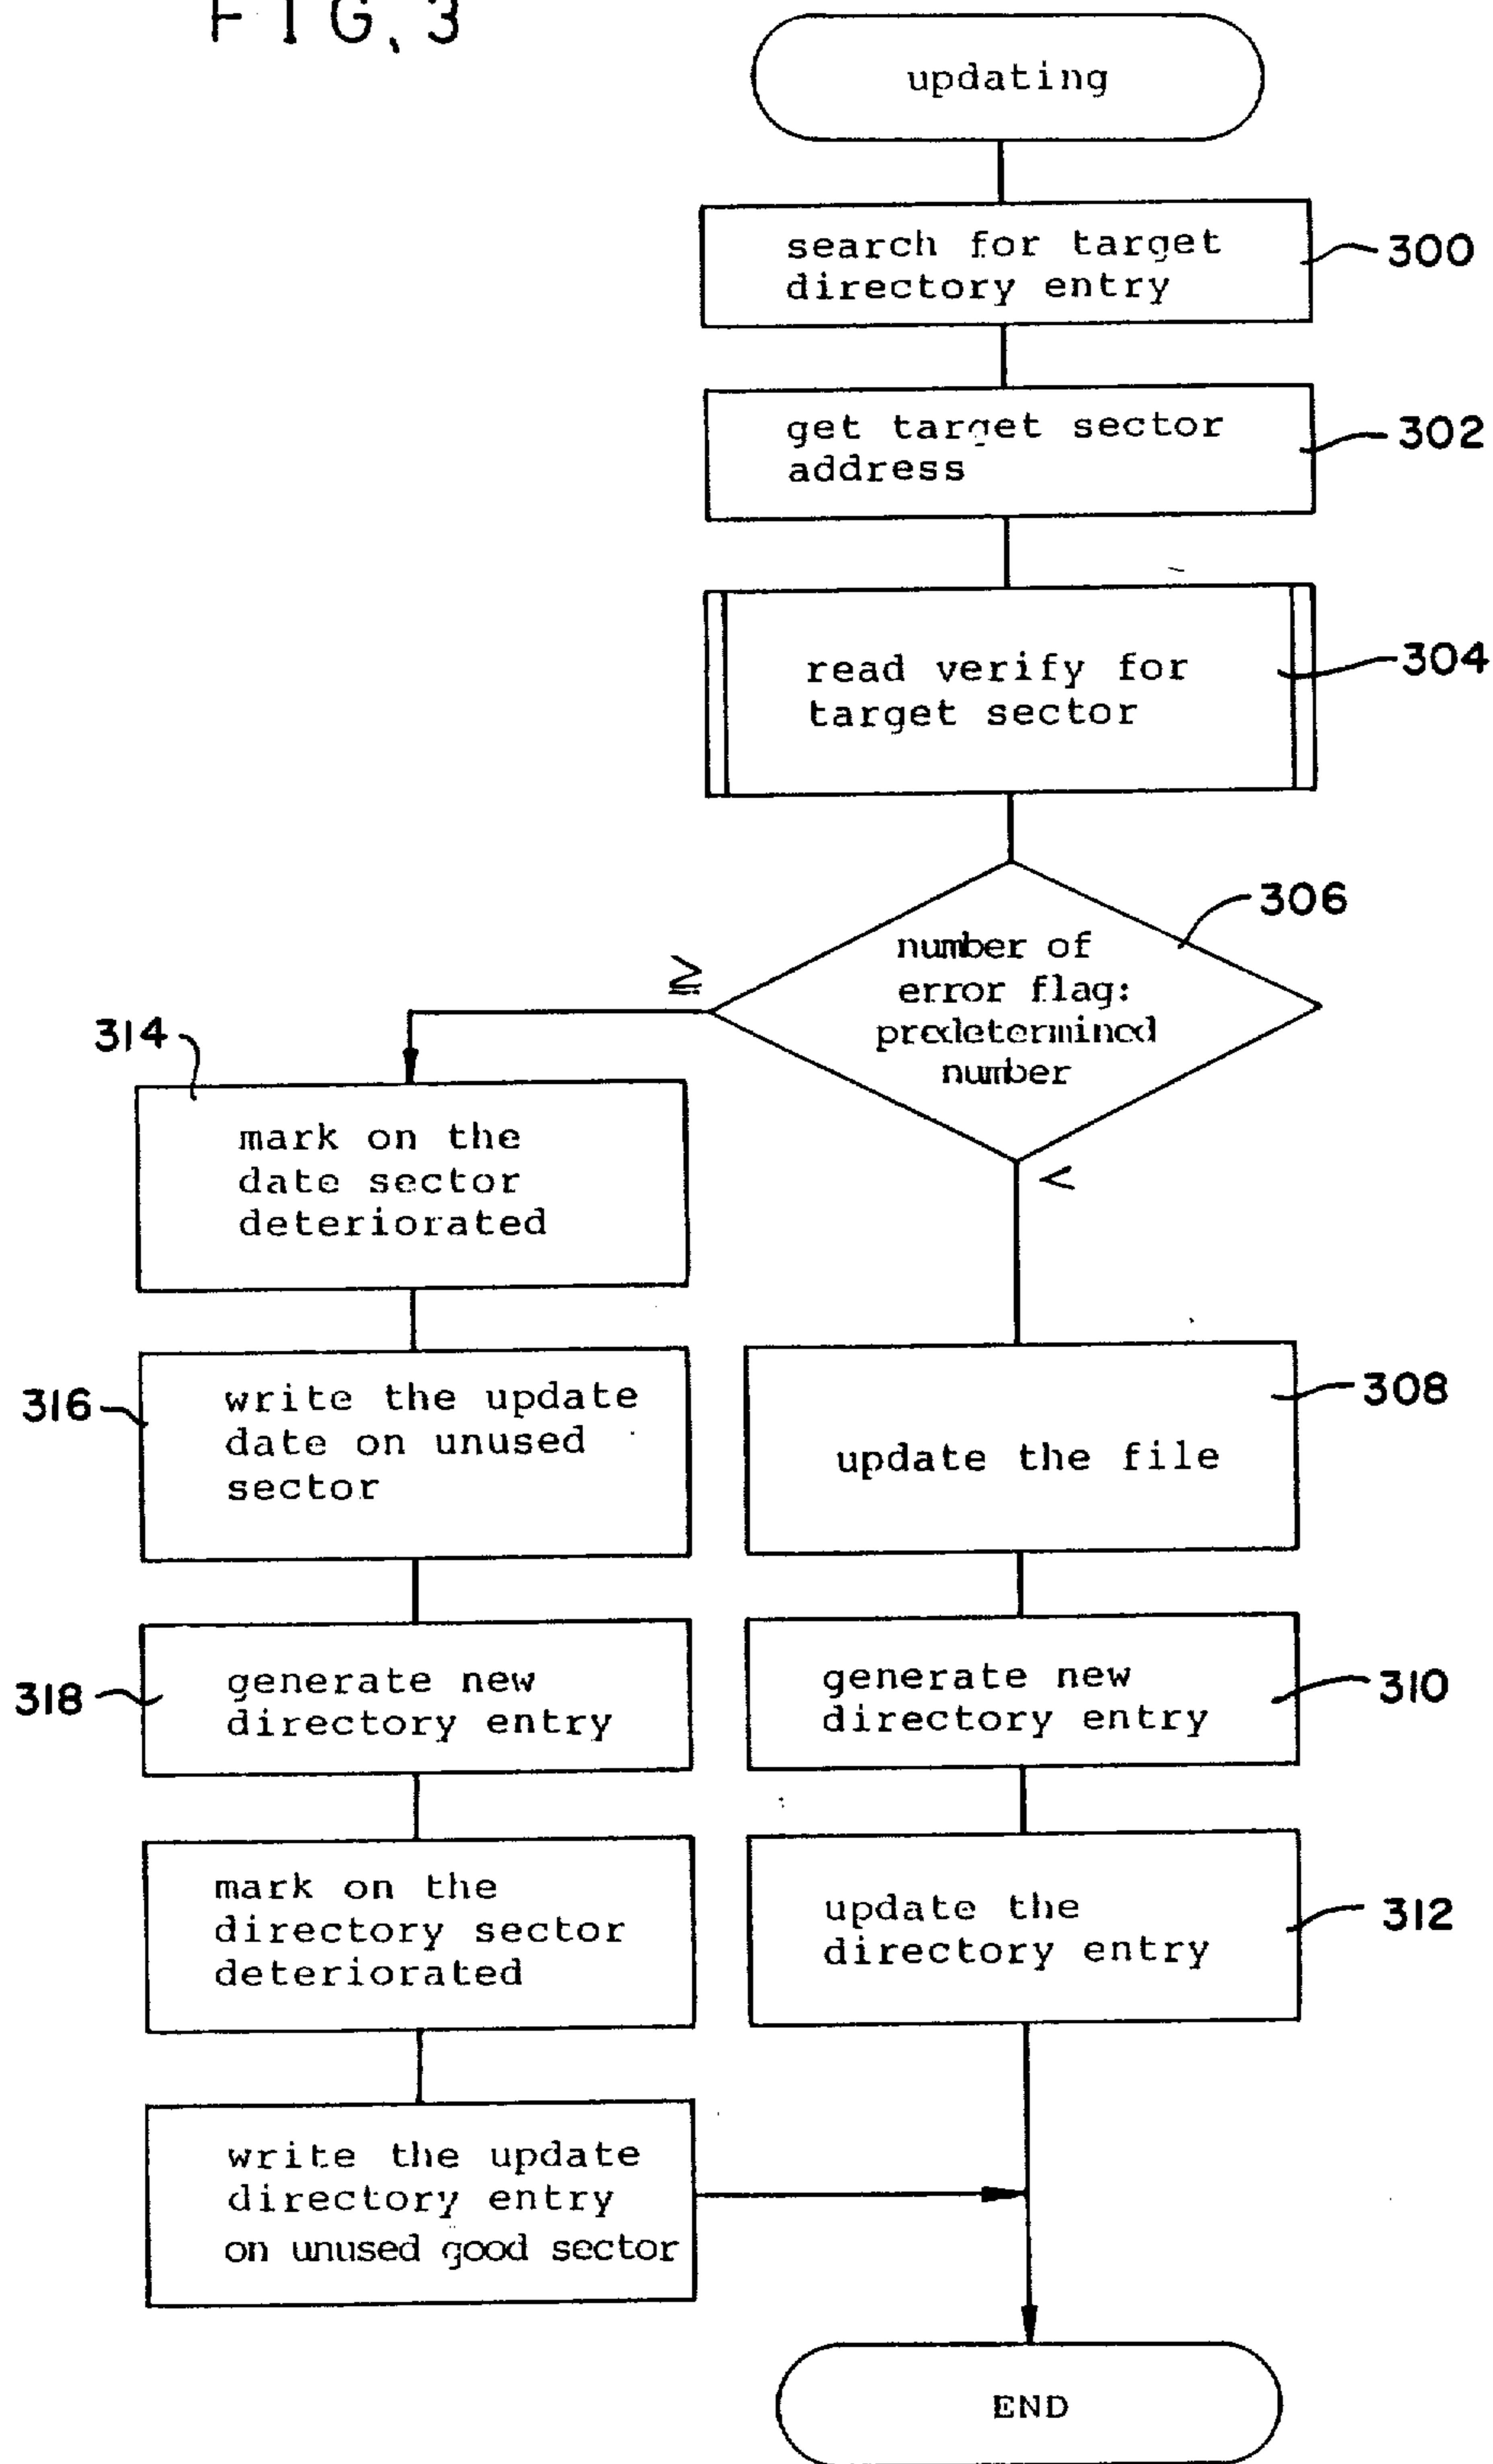 FIG. 3
updating
search for target
directory entry
300
get target sector
address
302
read verify for
target sector
304
number of
error flag:
predetermined
number
306
≧
<
314
mark on the
date sector
deteriorated
316
write the update
date on unused
sector
318
generate new
directory entry
mark on the
directory sector
deteriorated
write the update
directory entry
on unused good sector
update the file
308
generate new
directory entry
310
update the
directory entry
312
END